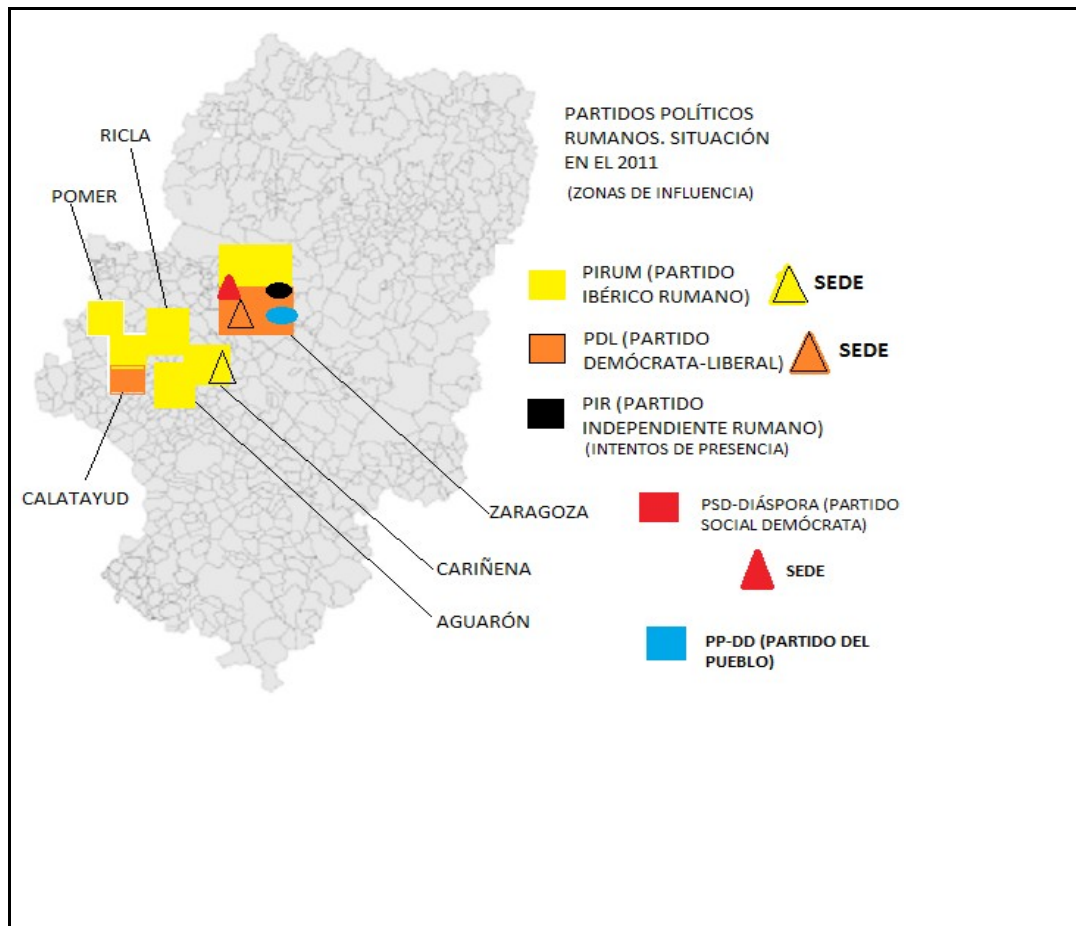 PARTIDOS POLÍTICOS
RUMANOS. SITUACIÓN
EN EL 2011
(ZONAS DE INFLUENCIA)
RICLA
POMER
PIRUM (PARTIDO
IBÉRICO RUMANO)
SEDE
PDL (PARTIDO
DEMÓCRATA-LIBERAL)
SEDE
PIR (PARTIDO
INDEPENDIENTE RUMANO)
(INTENTOS DE PRESENCIA)
CALATAYUD
ZARAGOZA
PSD-DIÁSPORA (PARTIDO
SOCIAL DEMÓCRATA)
CARIÑENA
SEDE
AGUARÓN
PP-DD (PARTIDO DEL
PUEBLO)